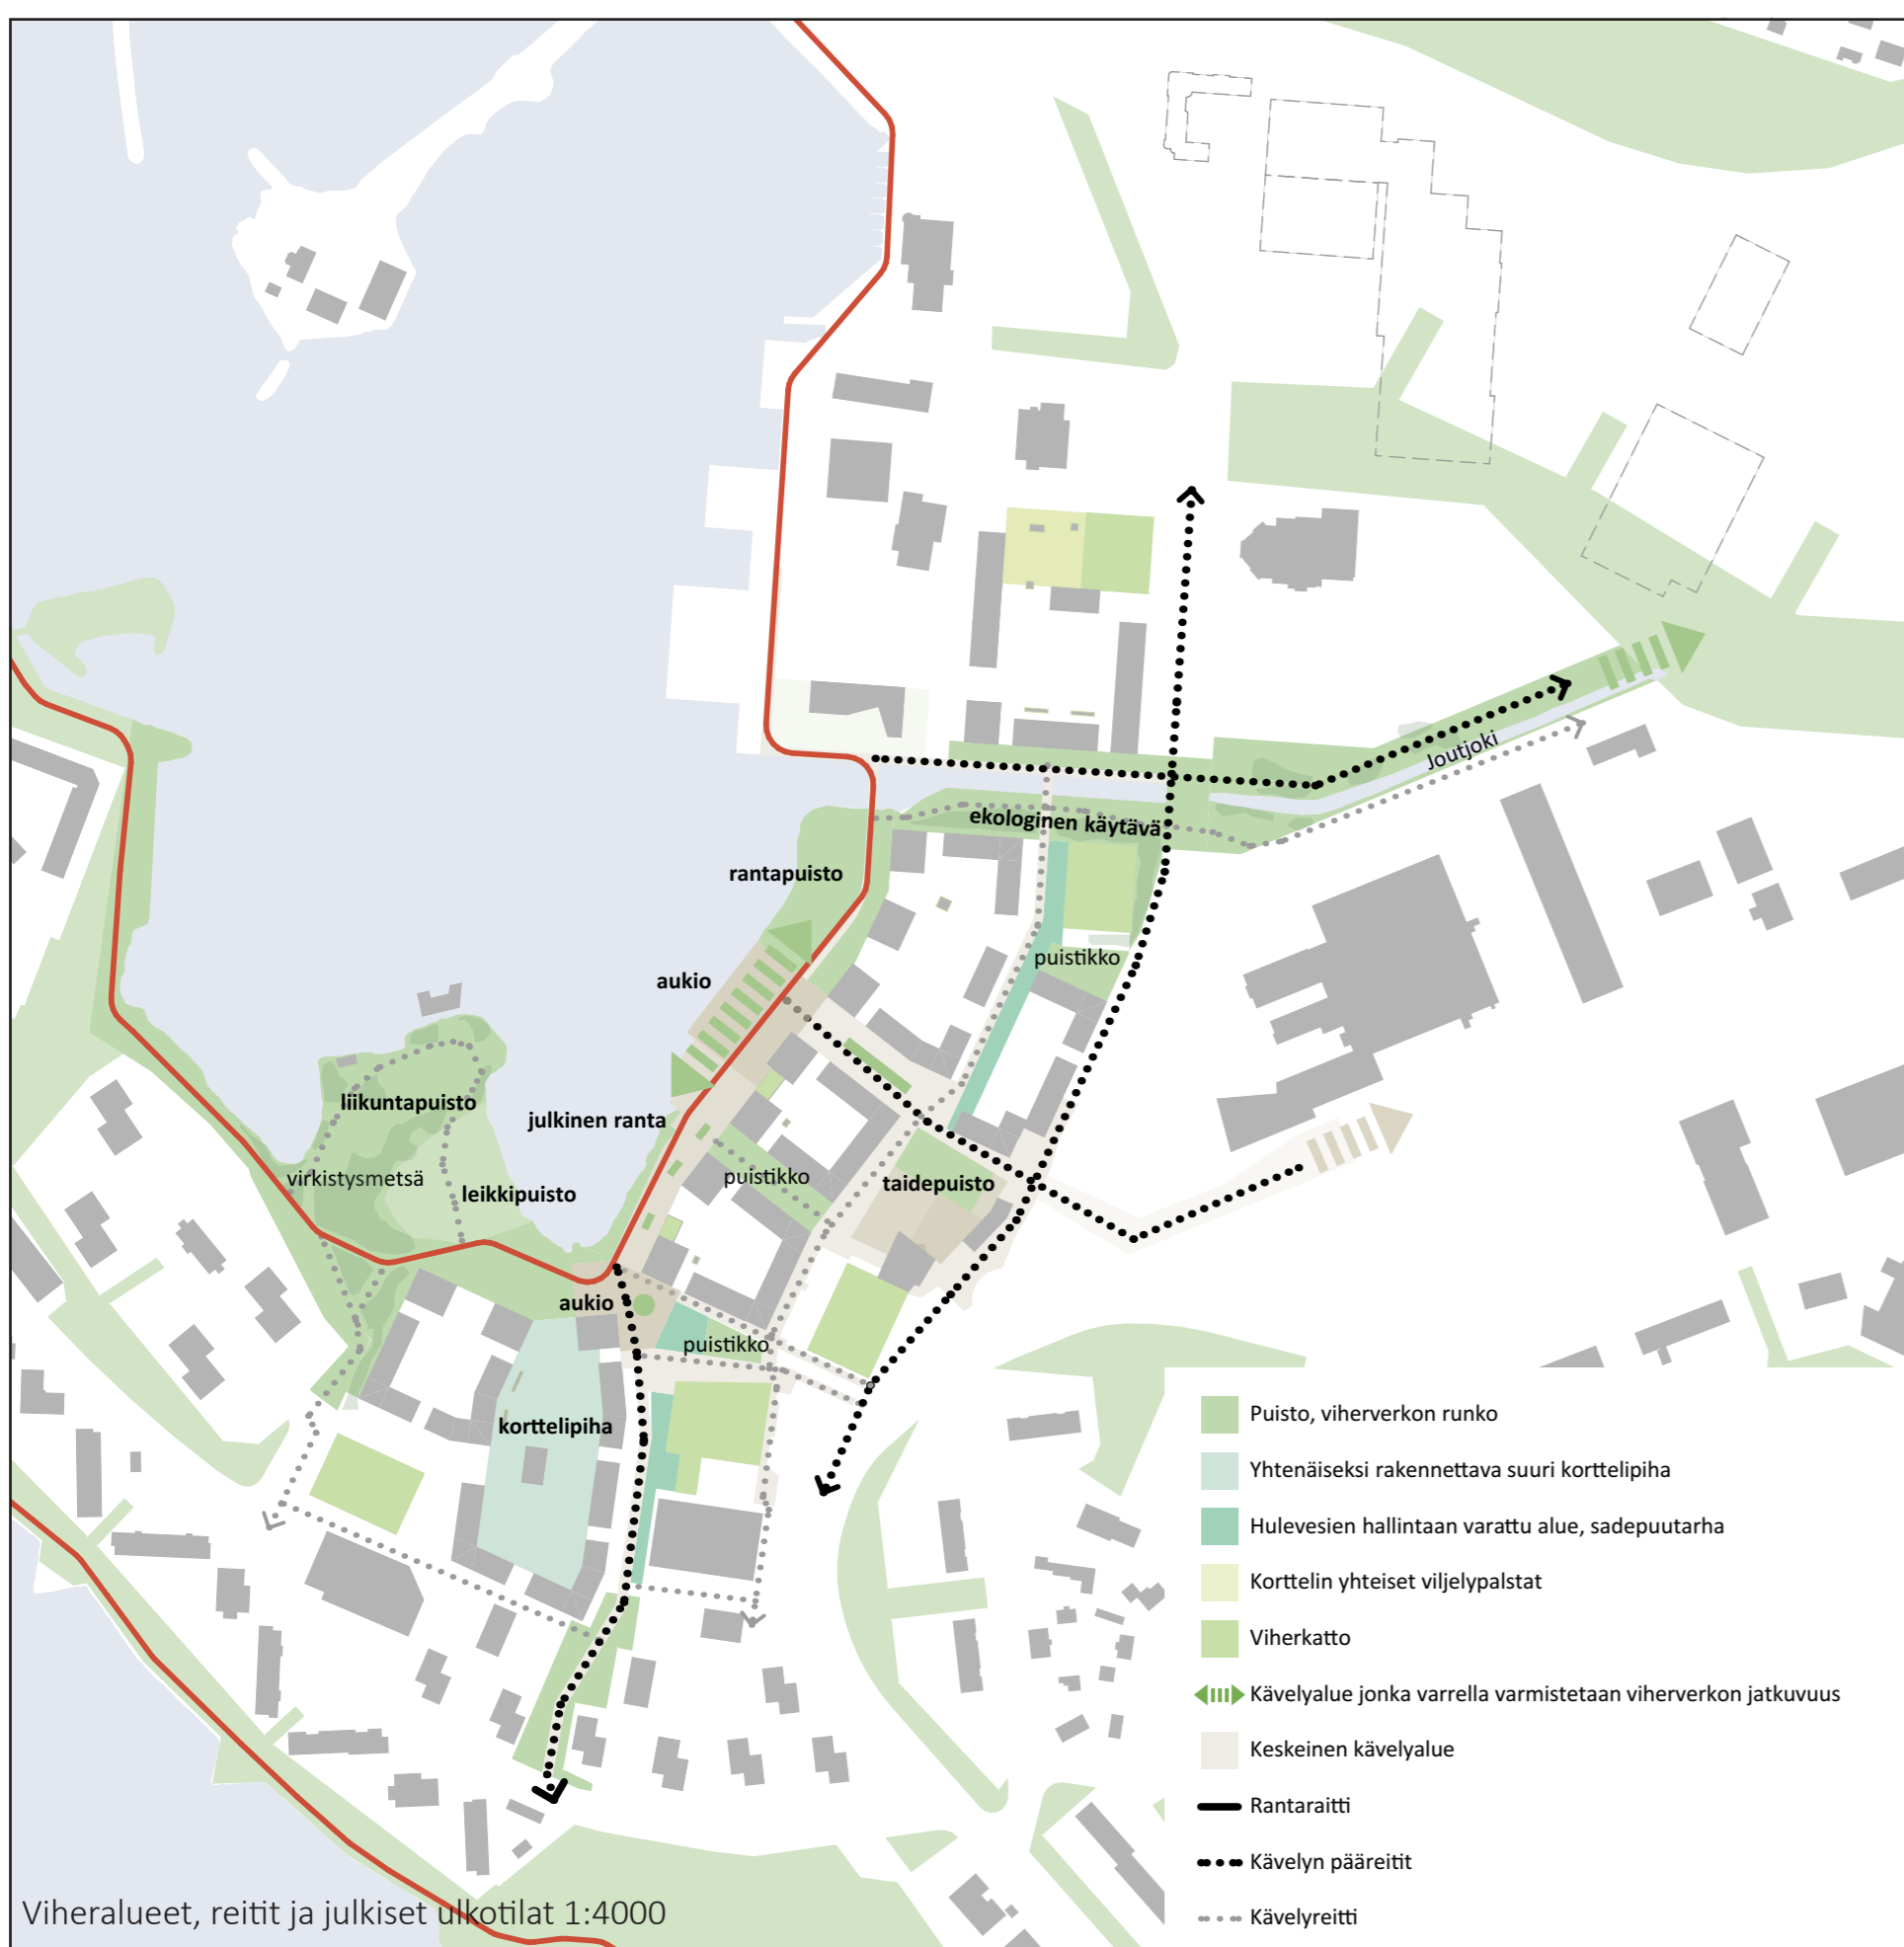 Joutjoki
ekologinen käytävä
rantapuisto
puistikko
aukio
liikuntapuisto
julkinen ranta
virkistysmetsä
leikkipuisto
puistikko
taidepuisto
aukio
puistikko
korttelipiha
Puisto, viherverkon runko
Yhtenäiseksi rakennettava suuri korttelipiha
Hulevesien hallintaan varattu alue, sadepuutarha
Korttelin yhteiset viljelypalstat
Viherkatto
Kävelyalue jonka varrella varmistetaan viherverkon jatkuvuus
Keskeinen kävelyalue
Rantaraitti
Kävelyn pääreitit
Kävelyreitti
Viheralueet, reitit ja julkiset ulkotilat 1:4000